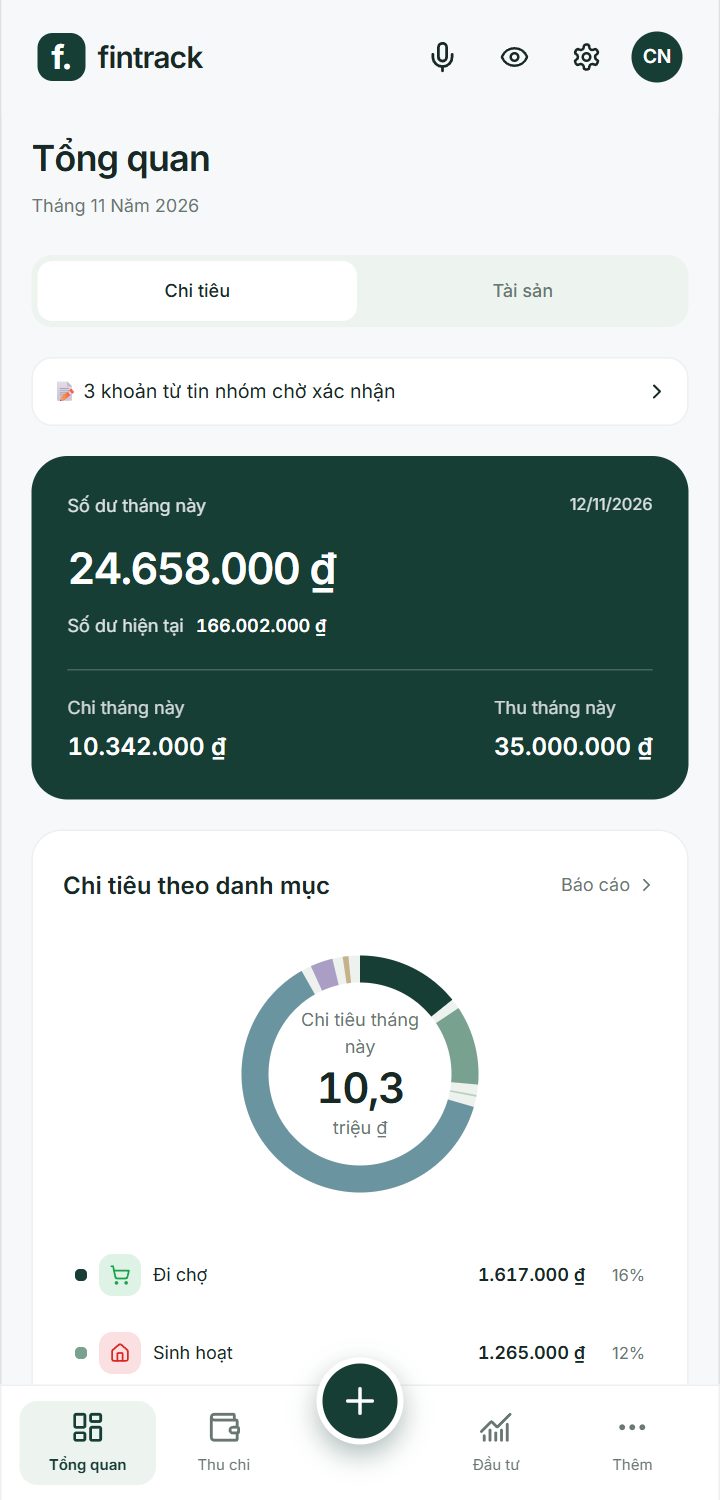 f. fintrack CN
Tổng quan
Tháng 11 Năm 2026
Chi tiêu Tài sản
3 khoản từ tin nhóm chờ xác nhận
Số dư tháng này 12/11/2026
24.658.000 ₫
Số dư hiện tại 166.002.000 ₫
Chi tháng này Thu tháng này
10.342.000 ₫ 35.000.000 ₫
Chi tiêu theo danh mục Báo cáo
Chi tiêu tháng
này
10,3
triệu ₫
Đi chợ 1.617.000 ₫ 16%
Sinh hoạt 1.265.000 ₫ 12%
Tổng quan Thu chi Đầu tư Thêm